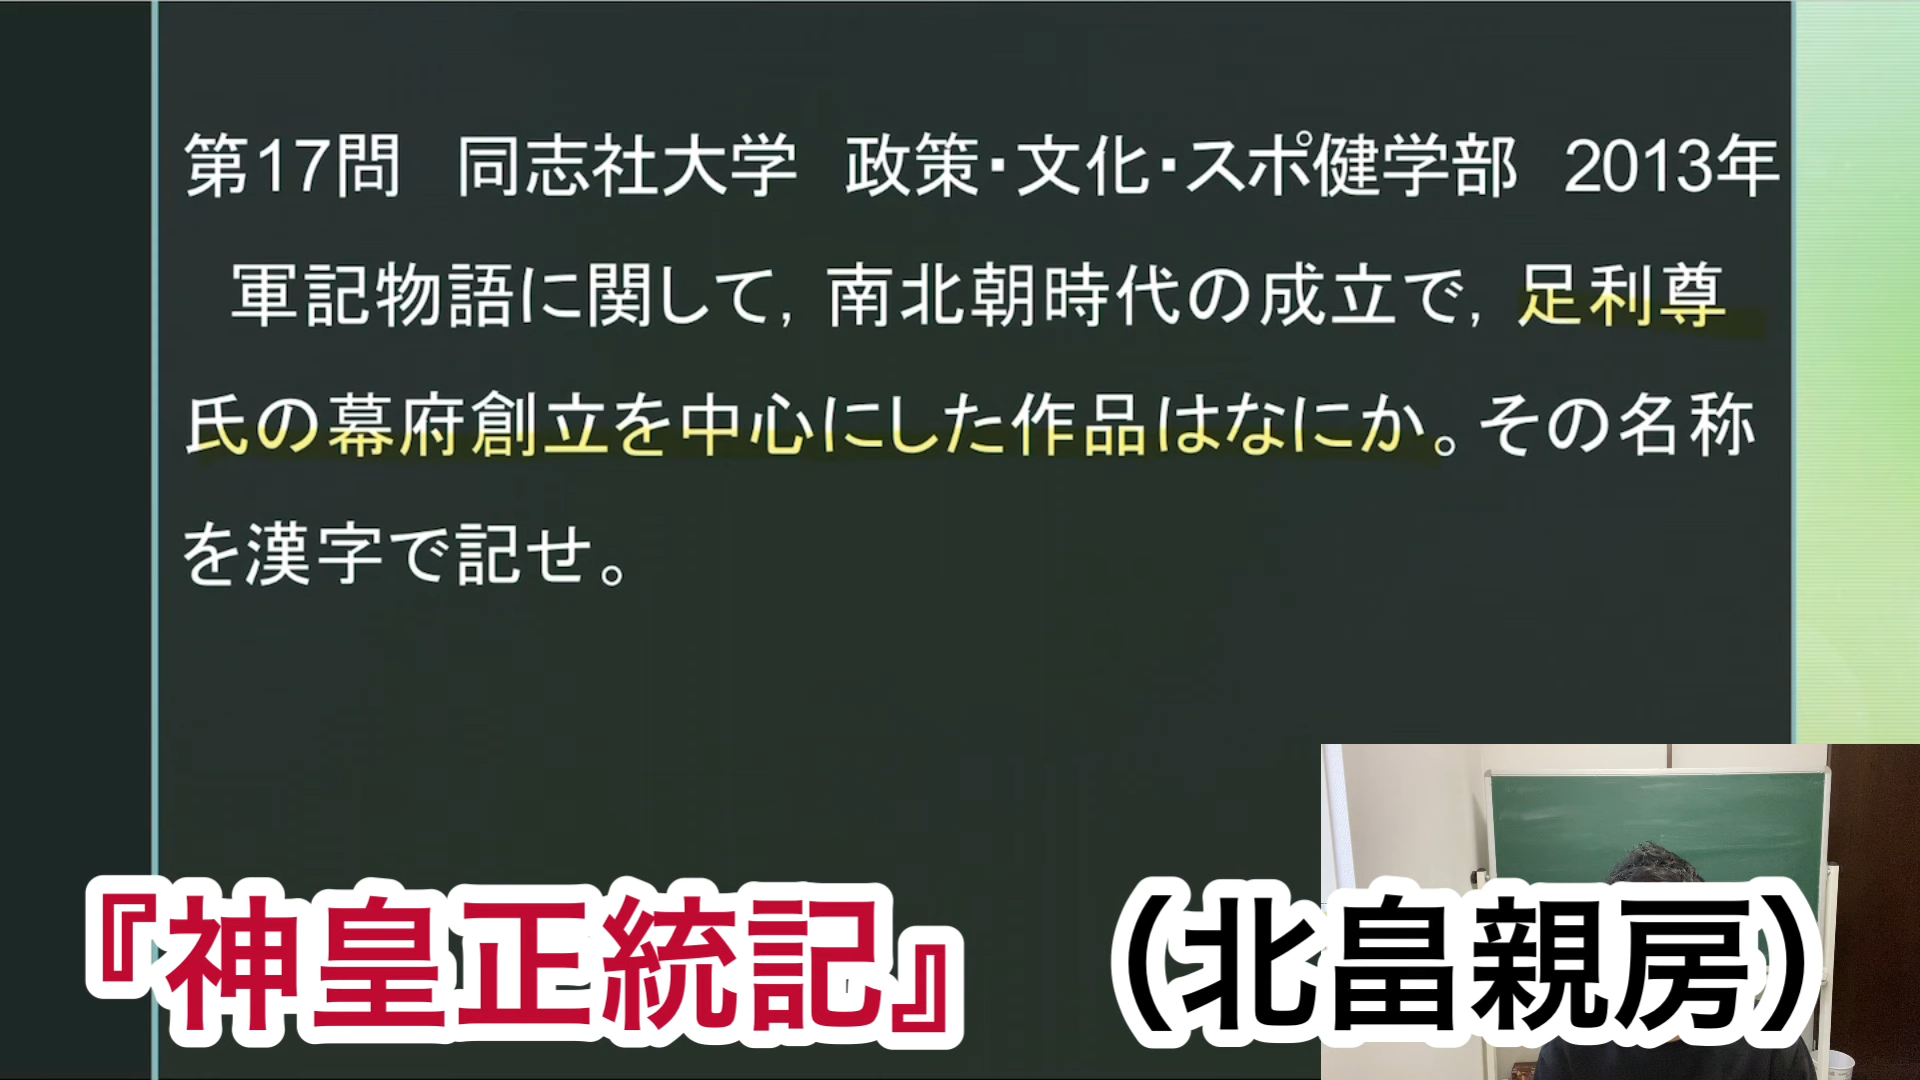 第17問　同志社大学　政策・文化・スポ健学部　2013年
軍記物語に関して，南北朝時代の成立で，足利尊
氏の幕府創立を中心にした作品はなにか。その名称
を漢字で記せ。
『神皇正統記』　（北畠親房）